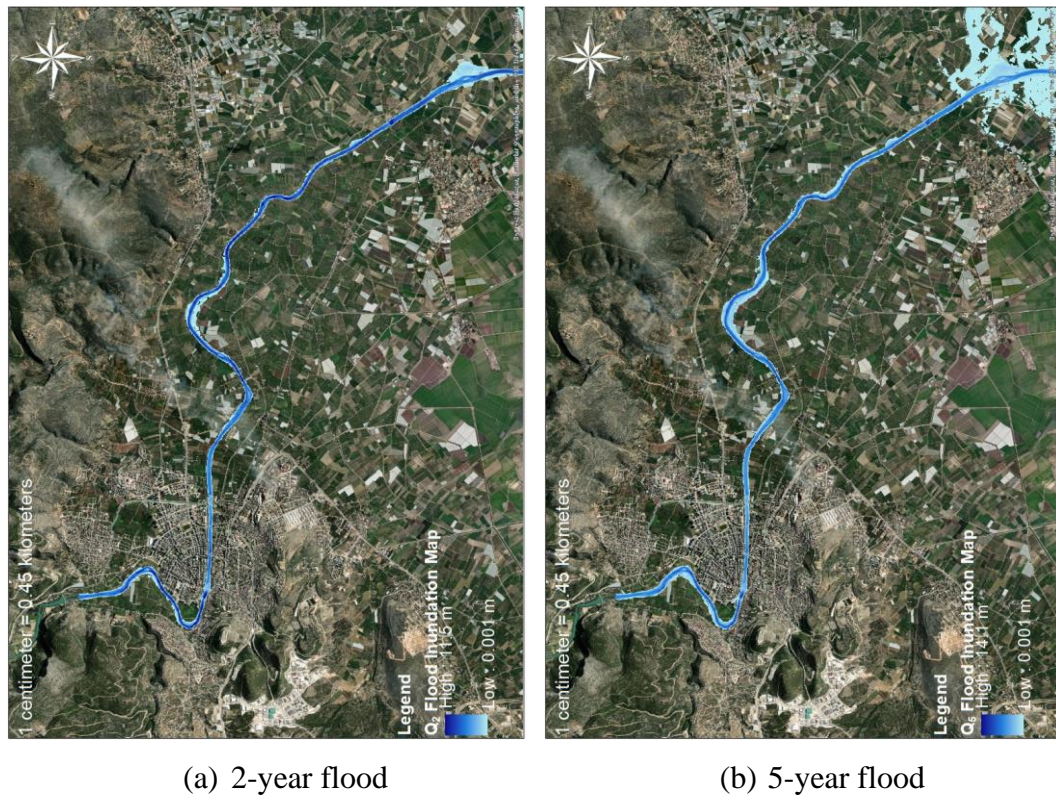 1 centimeter = 0.45 kilometers
Legend
Q₂ Flood Inundation Map
High : 11.5 m
Low : 0.001 m
1 centimeter = 0.45 kilometers
Legend
Q₅ Flood Inundation Map
High : 14.1 m
Low : 0.001 m
(a) 2-year flood
(b) 5-year flood